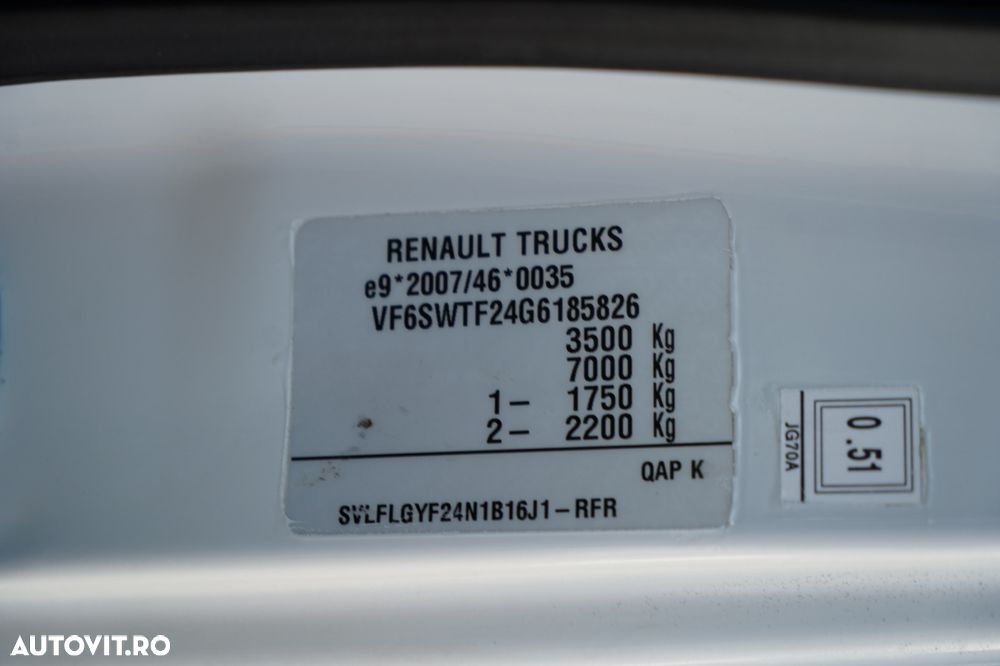 RENAULT TRUCKS
e9*2007/46*0035
VF6SWTF24G6185826
3500 Kg
7000 Kg
1- 1750 Kg
2- 2200 Kg
QAP K
SVLFLGYF24N1B16J1-RFR
0.51
JG70A
AUTOVIT.RO